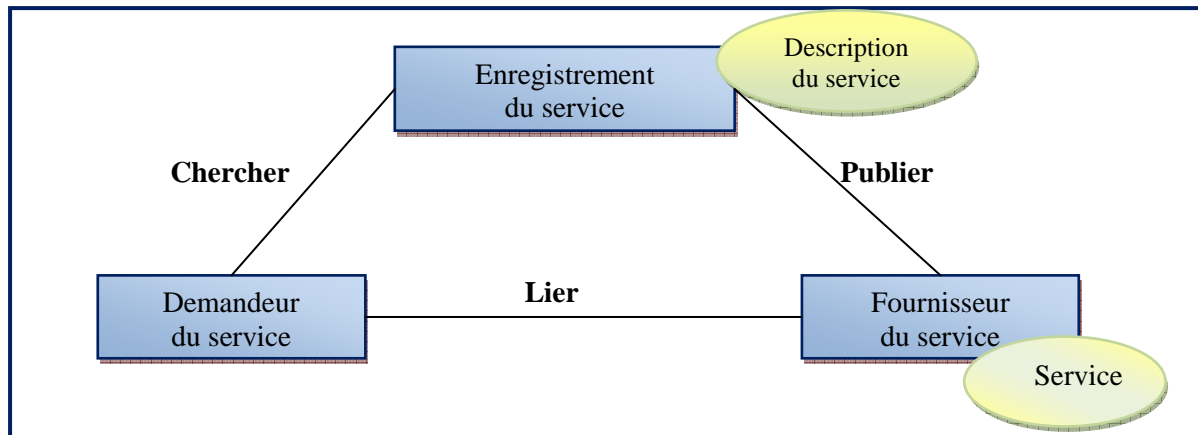 Enregistrement
du service
Description
du service
Chercher
Publier
Demandeur
du service
Lier
Fournisseur
du service
Service